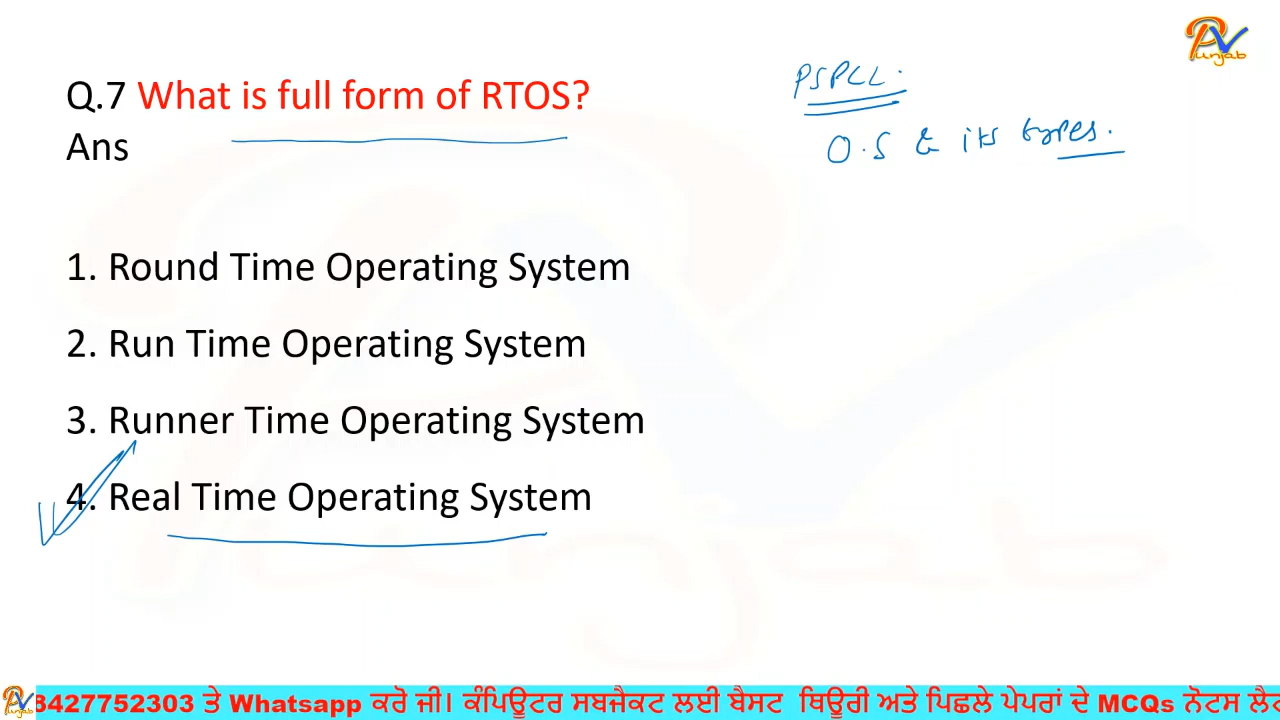 Q.7 What is full form of RTOS?
Ans
PSPCL.
O.S & its types.
1. Round Time Operating System
2. Run Time Operating System
3. Runner Time Operating System
4. Real Time Operating System
PV
Punjab
8427752303 ਤੇ Whatsapp ਕਰੋ ਜੀ। ਕੰਪਿਊਟਰ ਸਬਜੈਕਟ ਲਈ ਬੈਸਟ ਥਿਊਰੀ ਅਤੇ ਪਿਛਲੇ ਪੇਪਰਾਂ ਦੇ MCQs ਨੋਟਸ ਲੈਣ